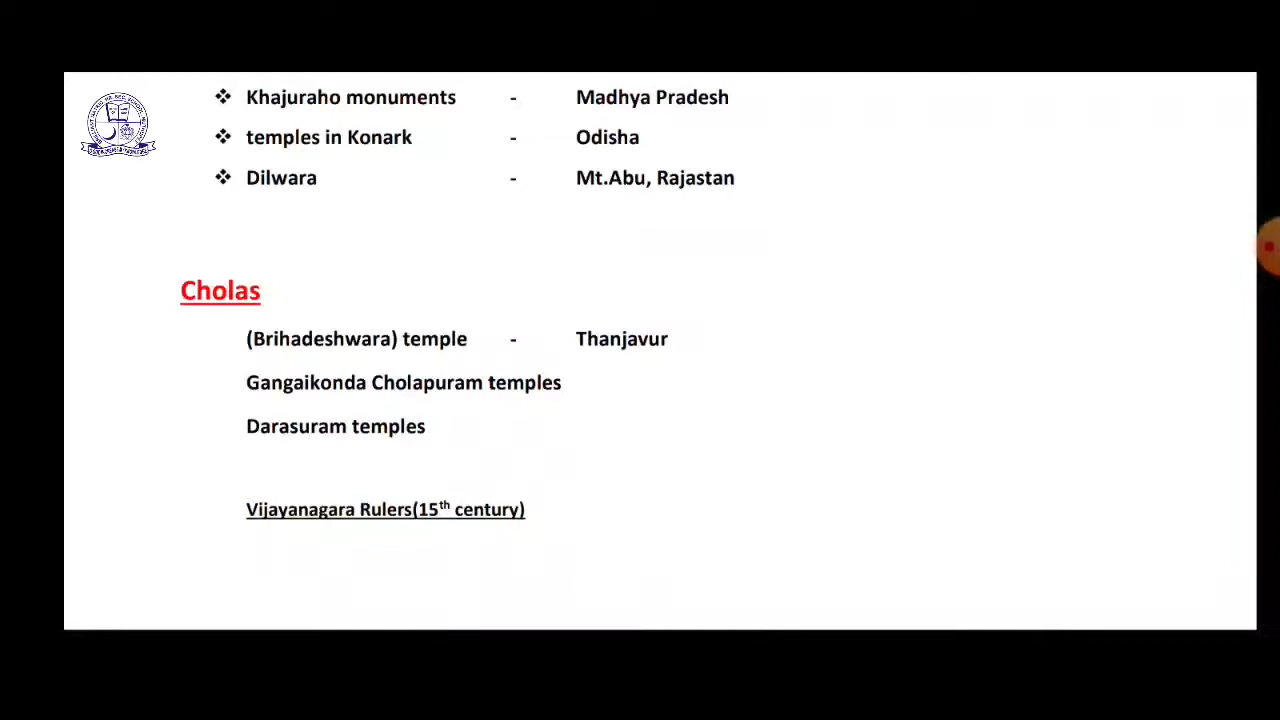 ❖ Khajuraho monuments - Madhya Pradesh
❖ temples in Konark - Odisha
❖ Dilwara - Mt.Abu, Rajastan
Cholas
(Brihadeshwara) temple - Thanjavur
Gangaikonda Cholapuram temples
Darasuram temples
Vijayanagara Rulers(15th century)